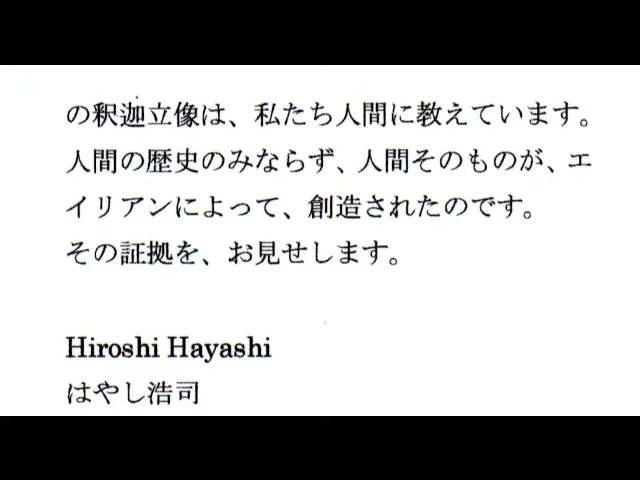 の釈迦立像は、私たち人間に教えています。
人間の歴史のみならず、人間そのものが、エ
イリアンによって、創造されたのです。
その証拠を、お見せします。
Hiroshi Hayashi
はやし浩司